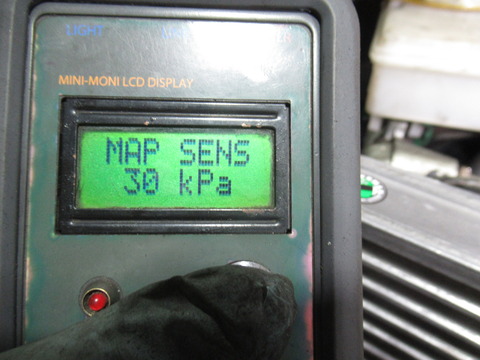 LIGHT
MINI-MONI LCD DISPLAY
MAP SENS
30 kPa